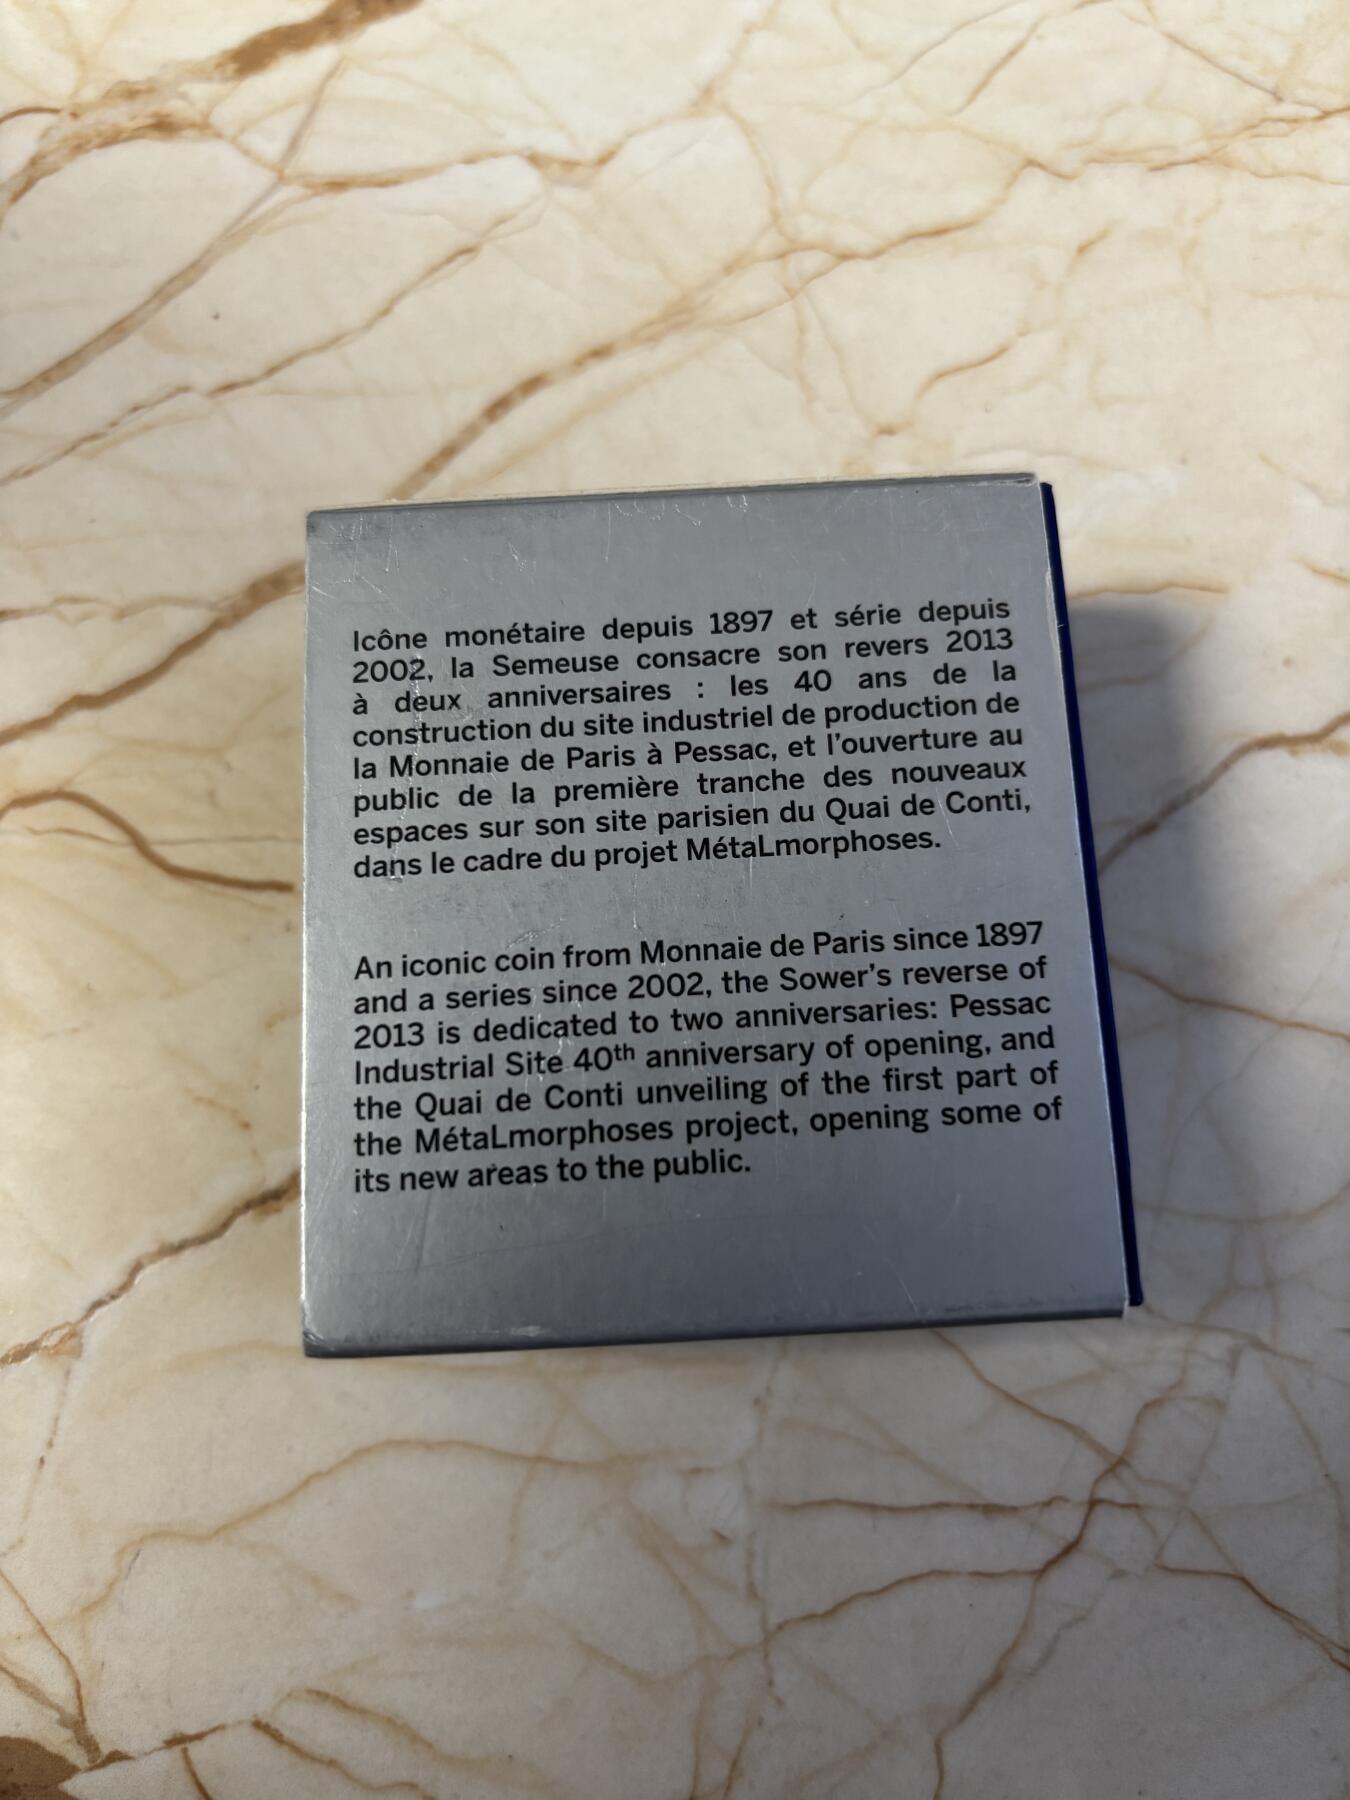 Icône monétaire depuis 1897 et série depuis
2002, la Semeuse consacre son revers 2013
à deux anniversaires : les 40 ans de la
construction du site industriel de production de
la Monnaie de Paris à Pessac, et l'ouverture au
public de la première tranche des nouveaux
espaces sur son site parisien du Quai de Conti,
dans le cadre du projet MétaLmorphoses.
An iconic coin from Monnaie de Paris since 1897
and a series since 2002, the Sower's reverse of
2013 is dedicated to two anniversaries: Pessac
Industrial Site 40th anniversary of opening, and
the Quai de Conti unveiling of the first part of
the MétaLmorphoses project, opening some of
its new areas to the public.